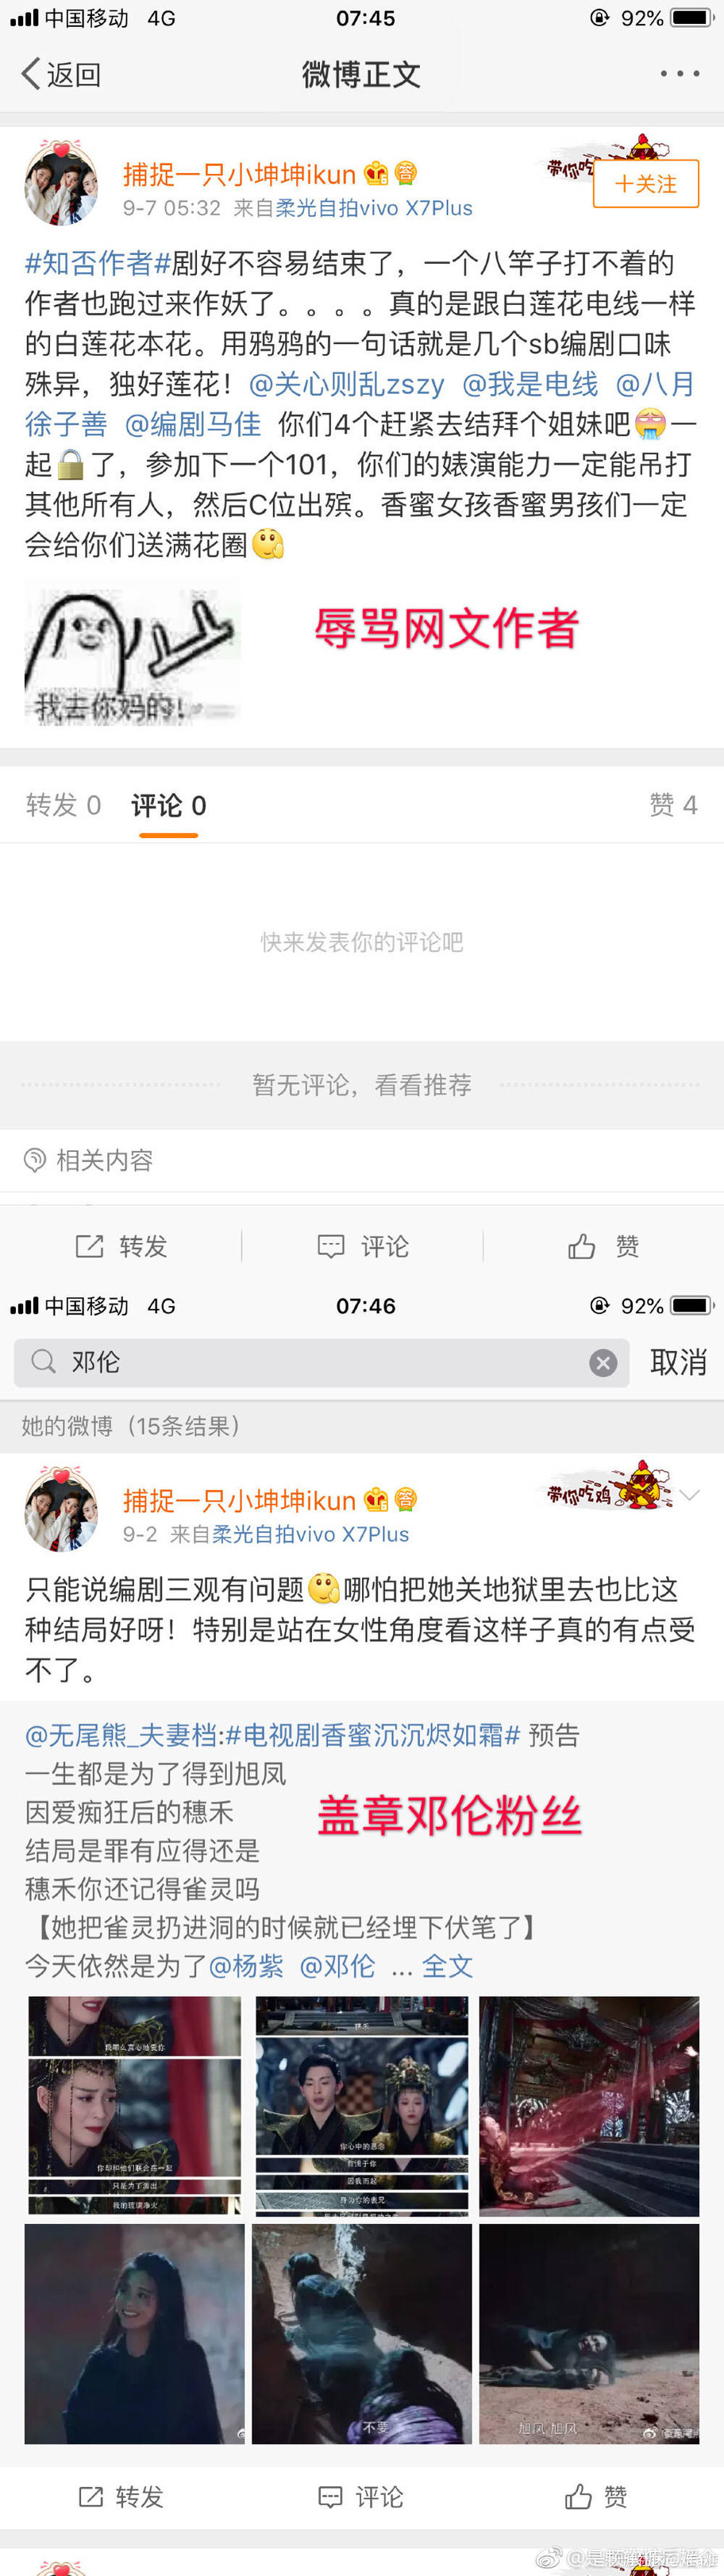 中国移动 4G 07:45 92%
返回 微博正文
捕捉一只小坤坤ikun
带你吃
＋关注
9-7 05:32 来自柔光自拍vivo X7Plus
#知否作者#剧好不容易结束了，一个八竿子打不着的
作者也跑过来作妖了。。。。真的是跟白莲花电线一样
的白莲花本花。用鸦鸦的一句话就是几个sb编剧口味
殊异，独好莲花！@关心则乱zszy @我是电线 @八月
徐子善 @编剧马佳 你们4个赶紧去结拜个姐妹吧一
起了，参加下一个101，你们的婊演能力一定能吊打
其他所有人，然后C位出殡。香蜜女孩香蜜男孩们一定
会给你们送满花圈
我去你妈的！
辱骂网文作者
转发 0 评论 0 赞 4
快来发表你的评论吧
暂无评论，看看推荐
相关内容
转发 评论 赞
中国移动 4G 07:46 92%
邓伦 取消
她的微博（15条结果）
捕捉一只小坤坤ikun
带你吃鸡
9-2 来自柔光自拍vivo X7Plus
只能说编剧三观有问题哪怕把她关地狱里去也比这
种结局好呀！特别是站在女性角度看这样子真的有点受
不了。
@无尾熊_夫妻档:#电视剧香蜜沉沉烬如霜# 预告
一生都是为了得到旭凤
因爱痴狂后的穗禾
盖章邓伦粉丝
结局是罪有应得还是
穗禾你还记得雀灵吗
【她把雀灵扔进洞的时候就已经埋下伏笔了】
今天依然是为了@杨紫 @邓伦 ... 全文
你却和他们联合在一起
只是为了套出
我的琉璃净火
穗禾
你心中的恶念
因我而起
身为你的表兄
不要
旭凤 旭凤
转发 评论 赞